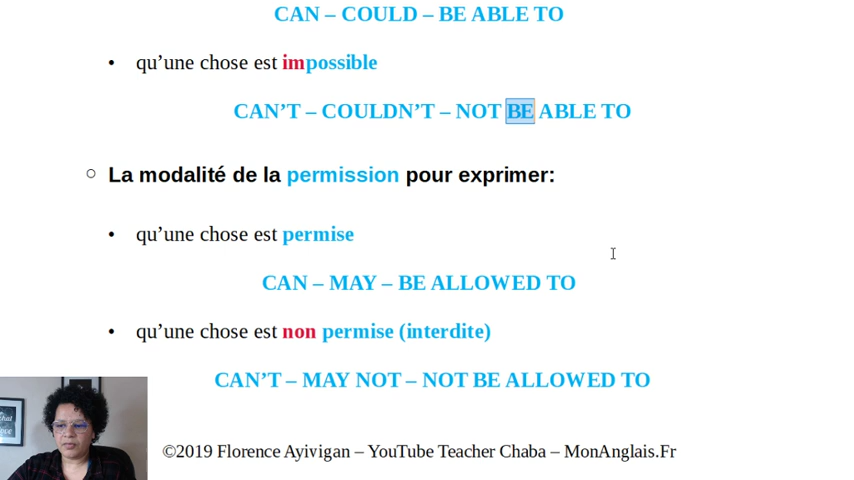 CAN – COULD – BE ABLE TO
• qu’une chose est impossible
CAN’T – COULDN’T – NOT BE ABLE TO
○ La modalité de la permission pour exprimer:
• qu’une chose est permise
CAN – MAY – BE ALLOWED TO
• qu’une chose est non permise (interdite)
CAN’T – MAY NOT – NOT BE ALLOWED TO
©2019 Florence Ayivigan – YouTube Teacher Chaba – MonAnglais.Fr